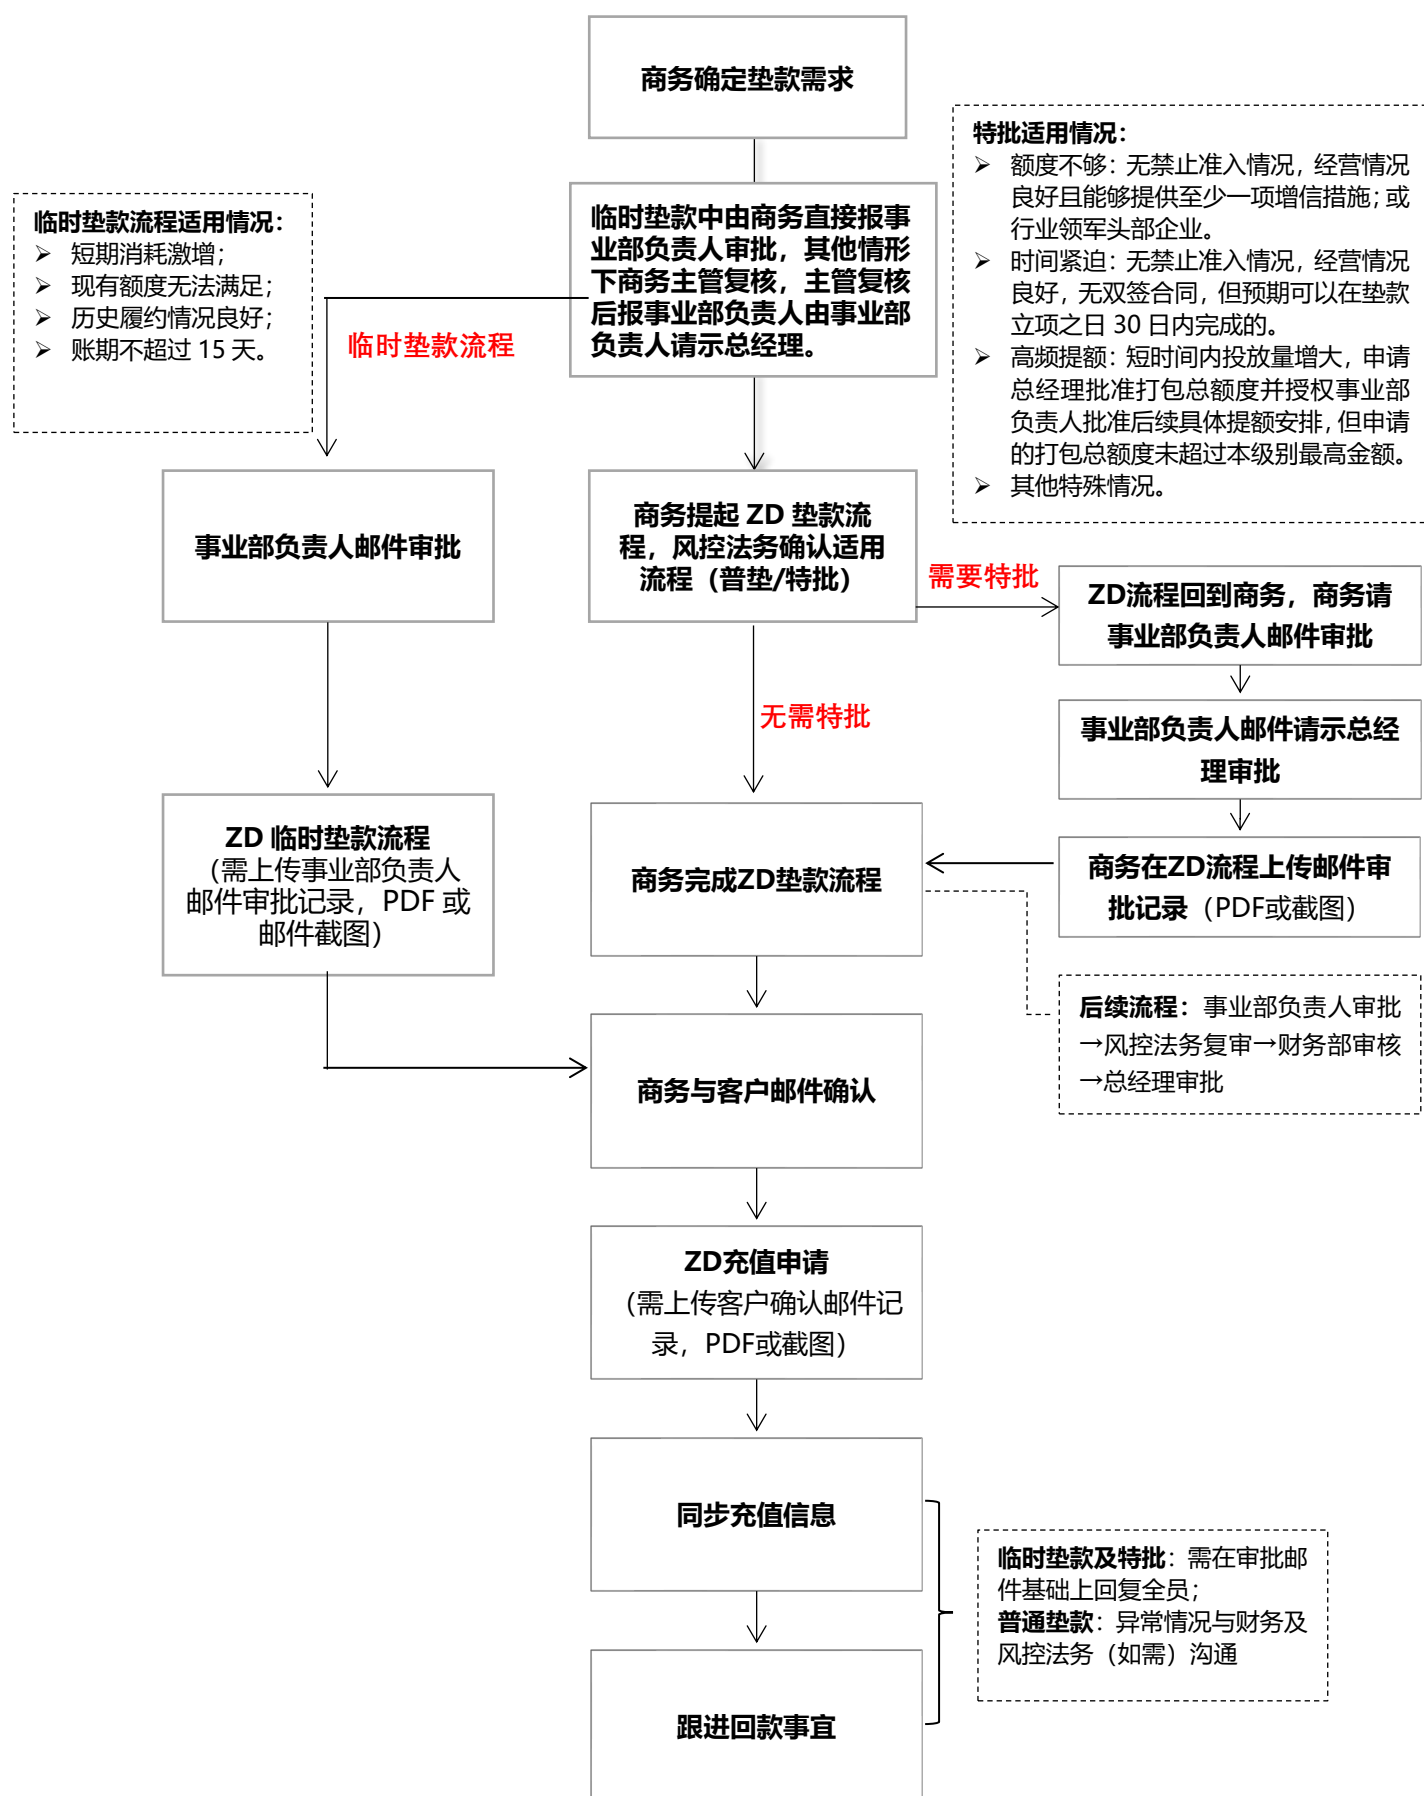 商务确定垫款需求
特批适用情况：
➢ 额度不够：无禁止准入情况，经营情况
良好且能够提供至少一项增信措施；或
行业领军头部企业。
➢ 时间紧迫：无禁止准入情况，经营情况
良好，无双签合同，但预期可以在垫款
立项之日 30 日内完成的。
➢ 高频提额：短时间内投放量增大，申请
总经理批准打包总额度并授权事业部
负责人批准后续具体提额安排，但申请
的打包总额度未超过本级别最高金额。
➢ 其他特殊情况。
临时垫款流程适用情况：
➢ 短期消耗激增；
➢ 现有额度无法满足；
➢ 历史履约情况良好；
➢ 账期不超过 15 天。
临时垫款中由商务直接报事
业部负责人审批，其他情形
下商务主管复核，主管复核
后报事业部负责人由事业部
负责人请示总经理。
临时垫款流程
事业部负责人邮件审批
商务提起 ZD 垫款流
程，风控法务确认适用
流程（普垫/特批）
需要特批
ZD流程回到商务，商务请
事业部负责人邮件审批
无需特批
事业部负责人邮件请示总经
理审批
ZD 临时垫款流程
（需上传事业部负责人
邮件审批记录，PDF 或
邮件截图）
商务完成ZD垫款流程
商务在ZD流程上传邮件审
批记录（PDF或截图）
后续流程：事业部负责人审批
→风控法务复审→财务部审核
→总经理审批
商务与客户邮件确认
ZD充值申请
（需上传客户确认邮件记
录，PDF或截图）
同步充值信息
临时垫款及特批：需在审批邮
件基础上回复全员；
普通垫款：异常情况与财务及
风控法务（如需）沟通
跟进回款事宜